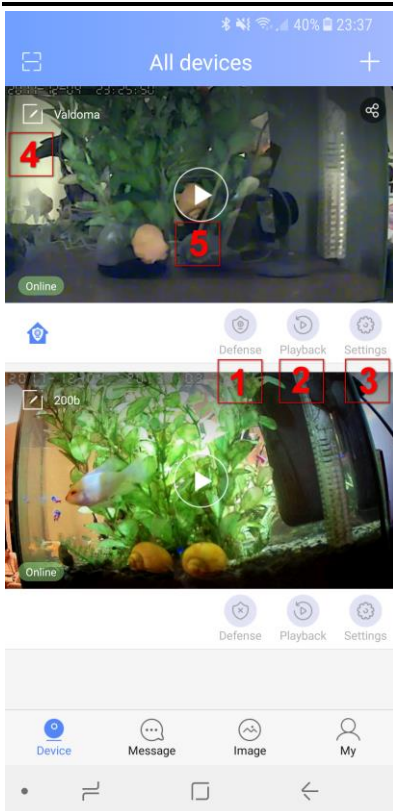 40% 23:37
All devices
Valdoma
4
5
Online
Defense Playback Settings
1 2 3
200b
Online
Defense Playback Settings
Device Message Image My